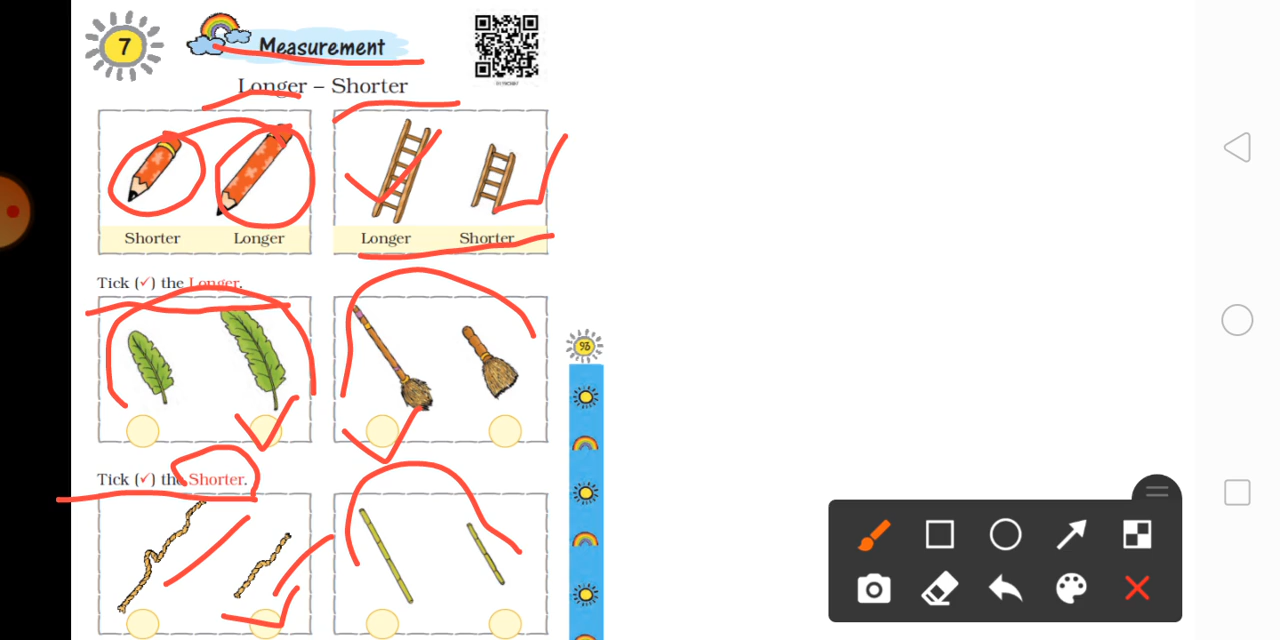 7
Measurement
Longer – Shorter
Shorter Longer
Longer Shorter
Tick (✓) the Longer.
93
Tick (✓) the Shorter.